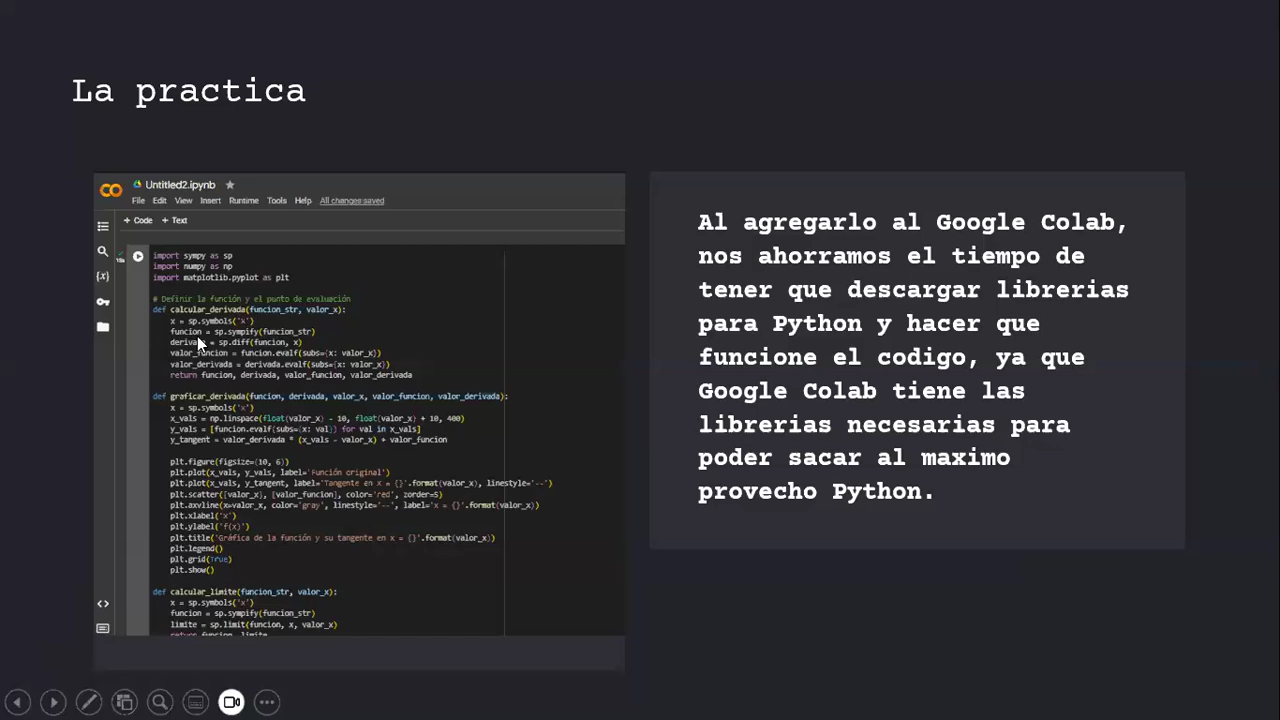 La practica
Untitled2.ipynb
File Edit View Insert Runtime Tools Help All changes saved
+ Code + Text
import sympy as sp
import numpy as np
import matplotlib.pyplot as plt
# Definir la función y el punto de evaluación
def calcular_derivada(funcion_str, valor_x):
x = sp.symbols('x')
funcion = sp.sympify(funcion_str)
derivada = sp.diff(funcion, x)
valor_funcion = funcion.evalf(subs={x: valor_x})
valor_derivada = derivada.evalf(subs={x: valor_x})
return funcion, derivada, valor_funcion, valor_derivada
def graficar_derivada(funcion, derivada, valor_x, valor_funcion, valor_derivada):
x = sp.symbols('x')
x_vals = np.linspace(float(valor_x) - 10, float(valor_x) + 10, 400)
y_vals = [funcion.evalf(subs={x: val}) for val in x_vals]
y_tangent = valor_derivada * (x_vals - valor_x) + valor_funcion
plt.figure(figsize=(10, 6))
plt.plot(x_vals, y_vals, label='Función original')
plt.plot(x_vals, y_tangent, label='Tangente en x = {}'.format(valor_x), linestyle='--')
plt.scatter([valor_x], [valor_funcion], color='red', zorder=5)
plt.axvline(x=valor_x, color='gray', linestyle='--', label='x = {}'.format(valor_x))
plt.xlabel('x')
plt.ylabel('f(x)')
plt.title('Gráfica de la función y su tangente en x = {}'.format(valor_x))
plt.legend()
plt.grid(True)
plt.show()
def calcular_limite(funcion_str, valor_x):
x = sp.symbols('x')
funcion = sp.sympify(funcion_str)
limite = sp.limit(funcion, x, valor_x)
return funcion, limite
Al agregarlo al Google Colab,
nos ahorramos el tiempo de
tener que descargar librerias
para Python y hacer que
funcione el codigo, ya que
Google Colab tiene las
librerias necesarias para
poder sacar al maximo
provecho Python.